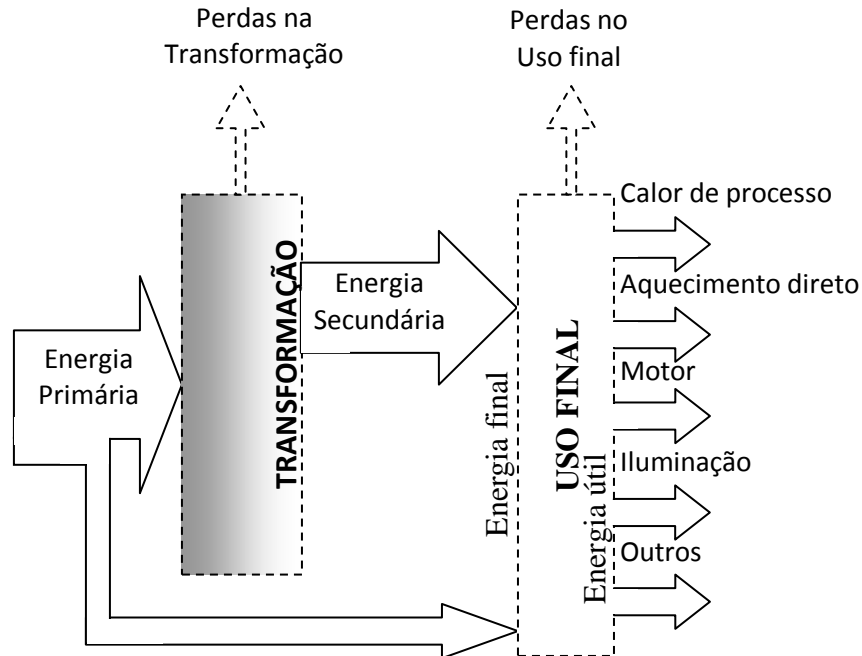 Perdas na
Transformação
Perdas no
Uso final
Energia
Primária
TRANSFORMAÇÃO
Energia
Secundária
Energia final
USO FINAL
Energia útil
Calor de processo
Aquecimento direto
Motor
Iluminação
Outros